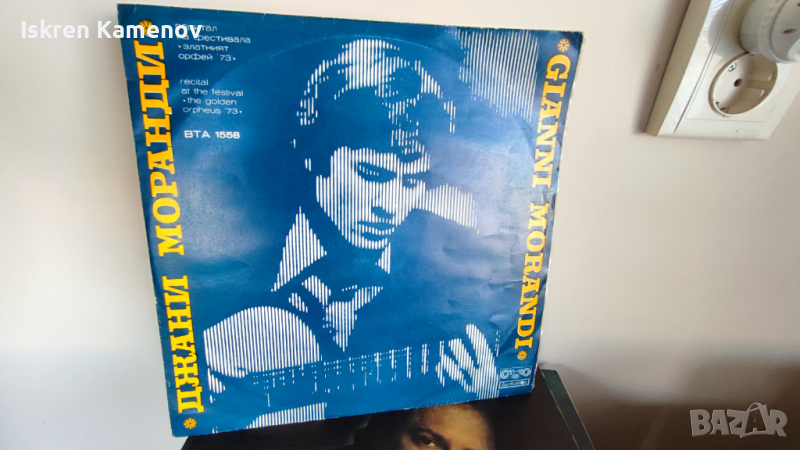 Iskren Kamenov
*ДЖАНИ МОРАНДИ*
рецитал
на фестивала
«златният
орфей '73»
recital
at the festival
«the golden
orpheus '73»
BTA 1558
*GIANNI MORANDI*
BAZAR